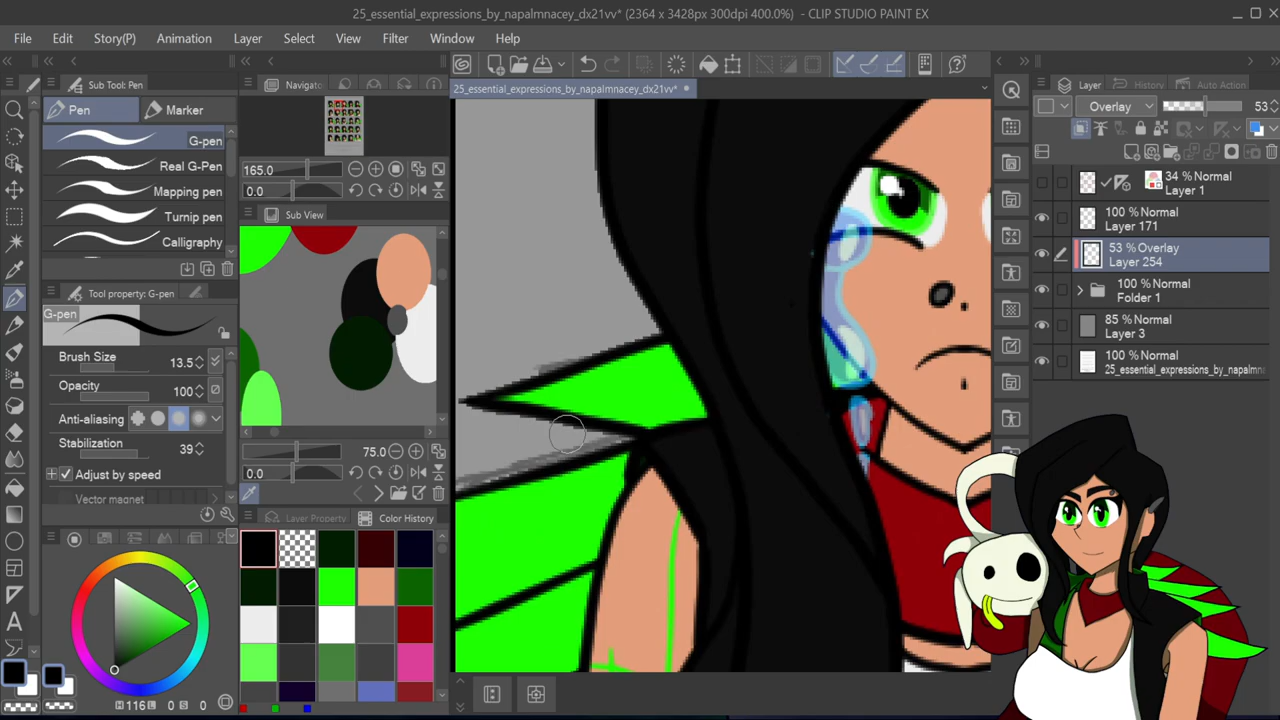 25_essential_expressions_by_napalmnacey_dx21vv* (2364 x 3428px 300dpi 400.0%) - CLIP STUDIO PAINT EX
File Edit Story(P) Animation Layer Select View Filter Window Help
Sub Tool: Pen
Navigato
Layer
History
Auto Action
25_essential_expressions_by_napalmnacey_dx21vv*
Pen
Marker
Overlay
53
G-pen
Real G-Pen
Mapping pen
Turnip pen
Calligraphy
165.0
0.0
Sub View
34 % Normal
Layer 1
100 % Normal
Layer 171
53 % Overlay
Layer 254
100 % Normal
Folder 1
85 % Normal
Layer 3
100 % Normal
25_essential_expressions_by_napalmn
Tool property: G-pen
G-pen
Brush Size 13.5
Opacity 100
Anti-aliasing
Stabilization 39
Adjust by speed
Vector magnet
75.0
0.0
Layer Property
Color History
H 116 L 0 S 0